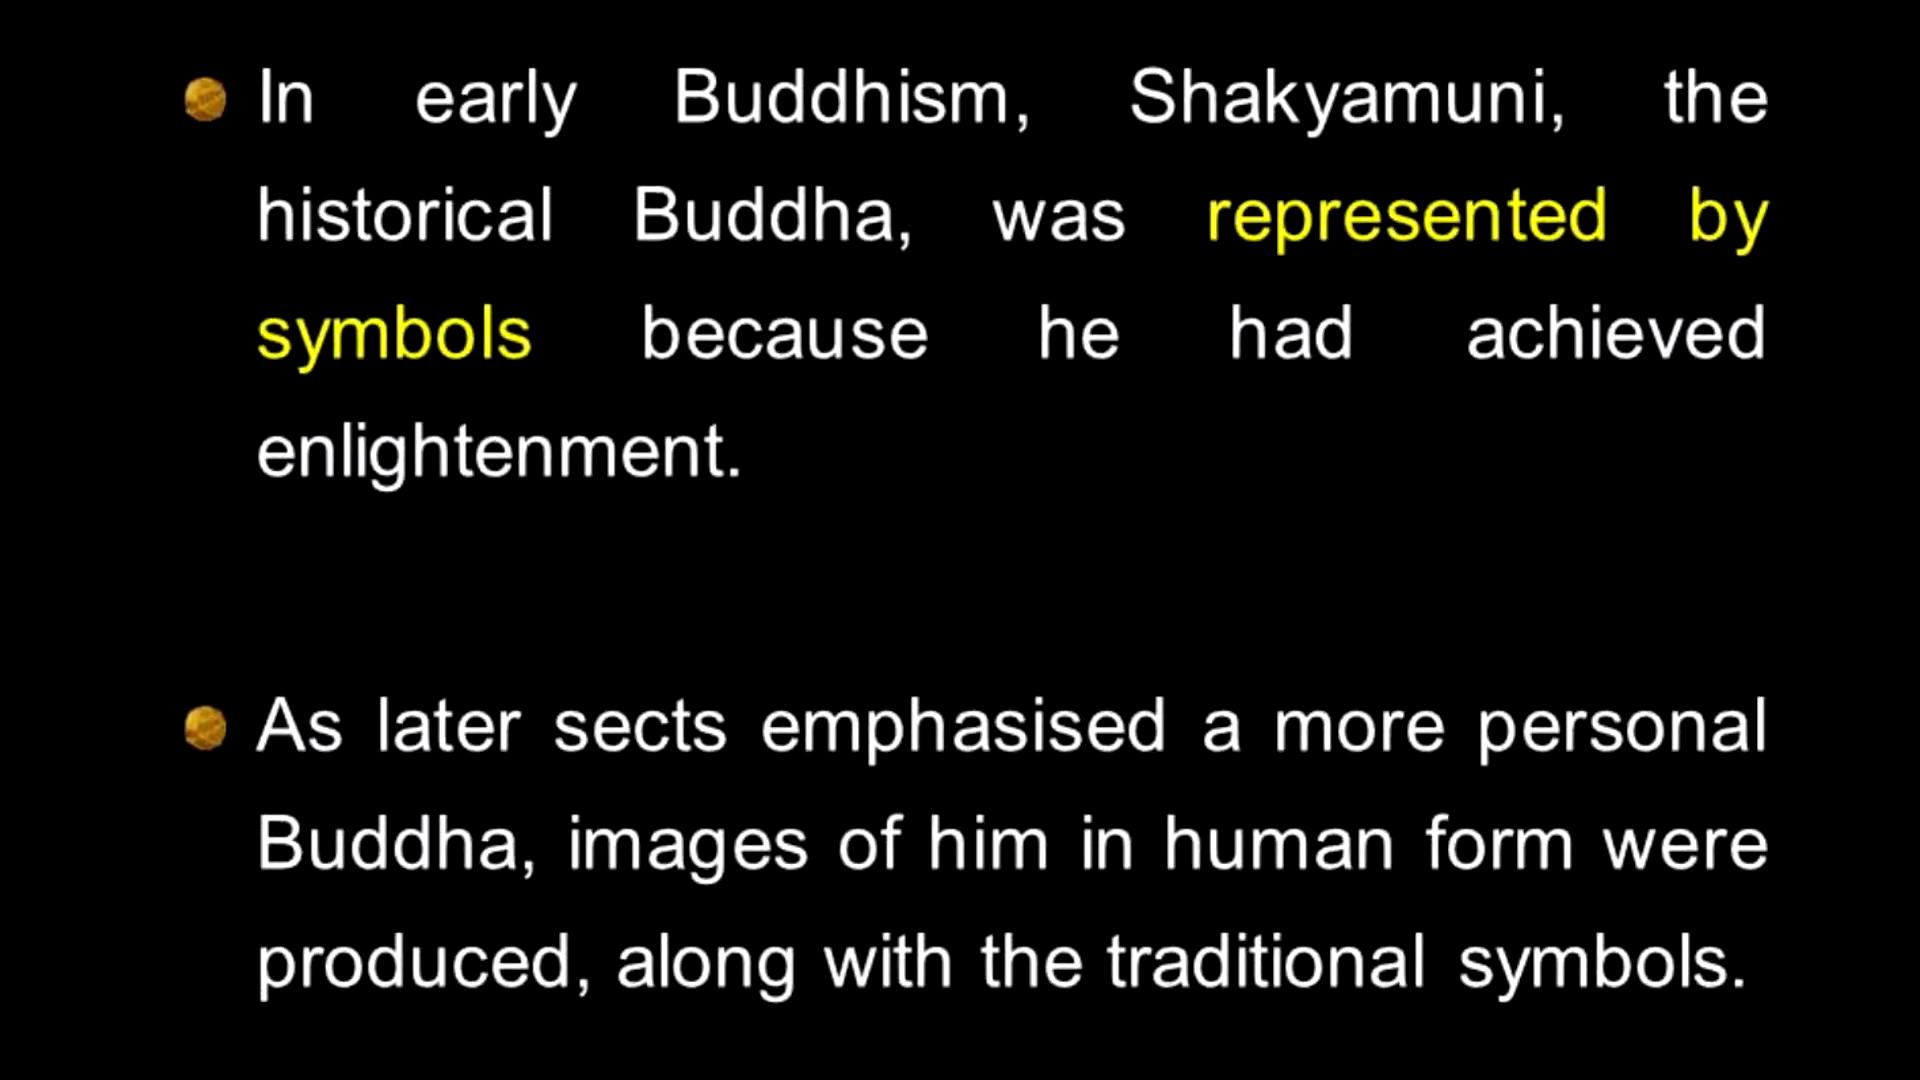 In early Buddhism, Shakyamuni, the
historical Buddha, was represented by
symbols because he had achieved
enlightenment.
As later sects emphasised a more personal
Buddha, images of him in human form were
produced, along with the traditional symbols.